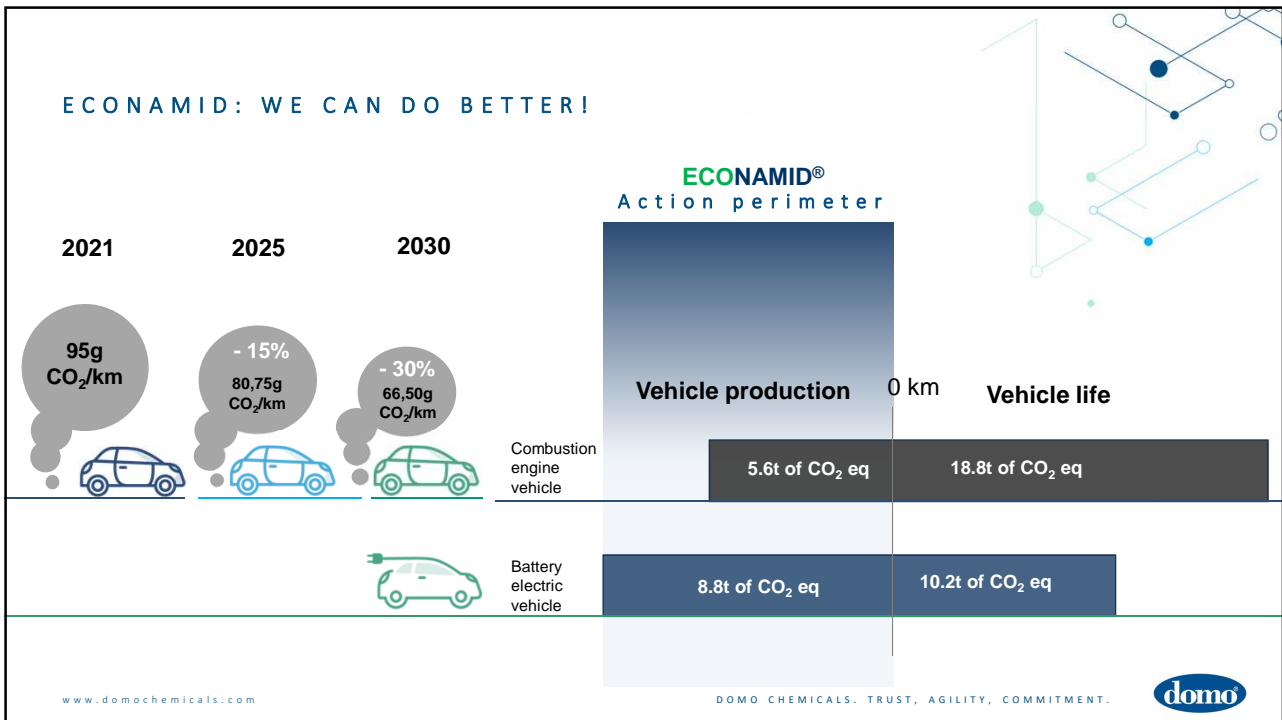 ECONAMID: WE CAN DO BETTER!
ECONAMID®
Action perimeter
2021
2025
2030
95g
CO₂/km
- 15%
80,75g
CO₂/km
- 30%
66,50g
CO₂/km
Vehicle production
0 km
Vehicle life
Combustion
engine
vehicle
5.6t of CO₂ eq
18.8t of CO₂ eq
Battery
electric
vehicle
8.8t of CO₂ eq
10.2t of CO₂ eq
www.domochemicals.com
DOMO CHEMICALS. TRUST, AGILITY, COMMITMENT.
domo®